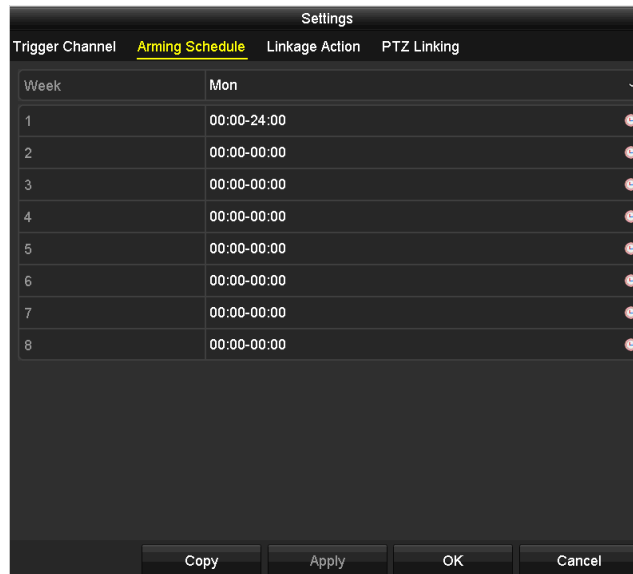 Settings
Trigger Channel Arming Schedule Linkage Action PTZ Linking
Week Mon
1 00:00-24:00
2 00:00-00:00
3 00:00-00:00
4 00:00-00:00
5 00:00-00:00
6 00:00-00:00
7 00:00-00:00
8 00:00-00:00
Copy Apply OK Cancel